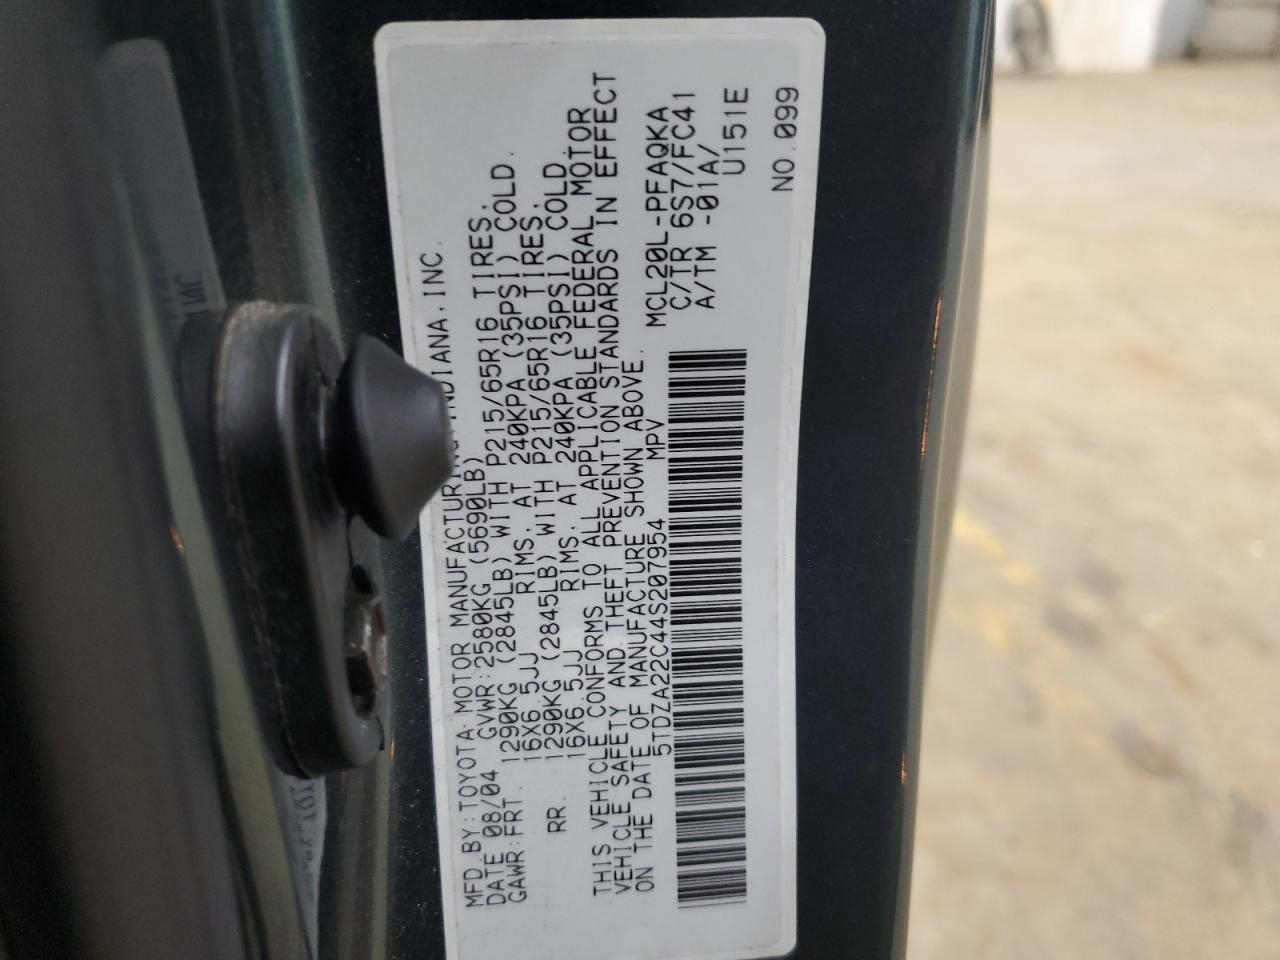 MFD.BY:TOYOTA MOTOR MANUFACTURING INDIANA,INC.
DATE 08/04 GVWR:2580KG (5690LB)
GAWR:FRT. 1290KG (2845LB) WITH P215/65R16 TIRES,
16X6.5JJ RIMS, AT 240KPA (35PSI) COLD.
RR. 1290KG (2845LB) WITH P215/65R16 TIRES,
16X6.5JJ RIMS, AT 240KPA (35PSI) COLD.
THIS VEHICLE CONFORMS TO ALL APPLICABLE FEDERAL MOTOR
VEHICLE SAFETY AND THEFT PREVENTION STANDARDS IN EFFECT
ON THE DATE OF MANUFACTURE SHOWN ABOVE.
5TDZA22C44S207954 MPV
MCL20L-PFAQKA
C/TR 6S7/FC41
A/TM -01A/
U151E
NO.099